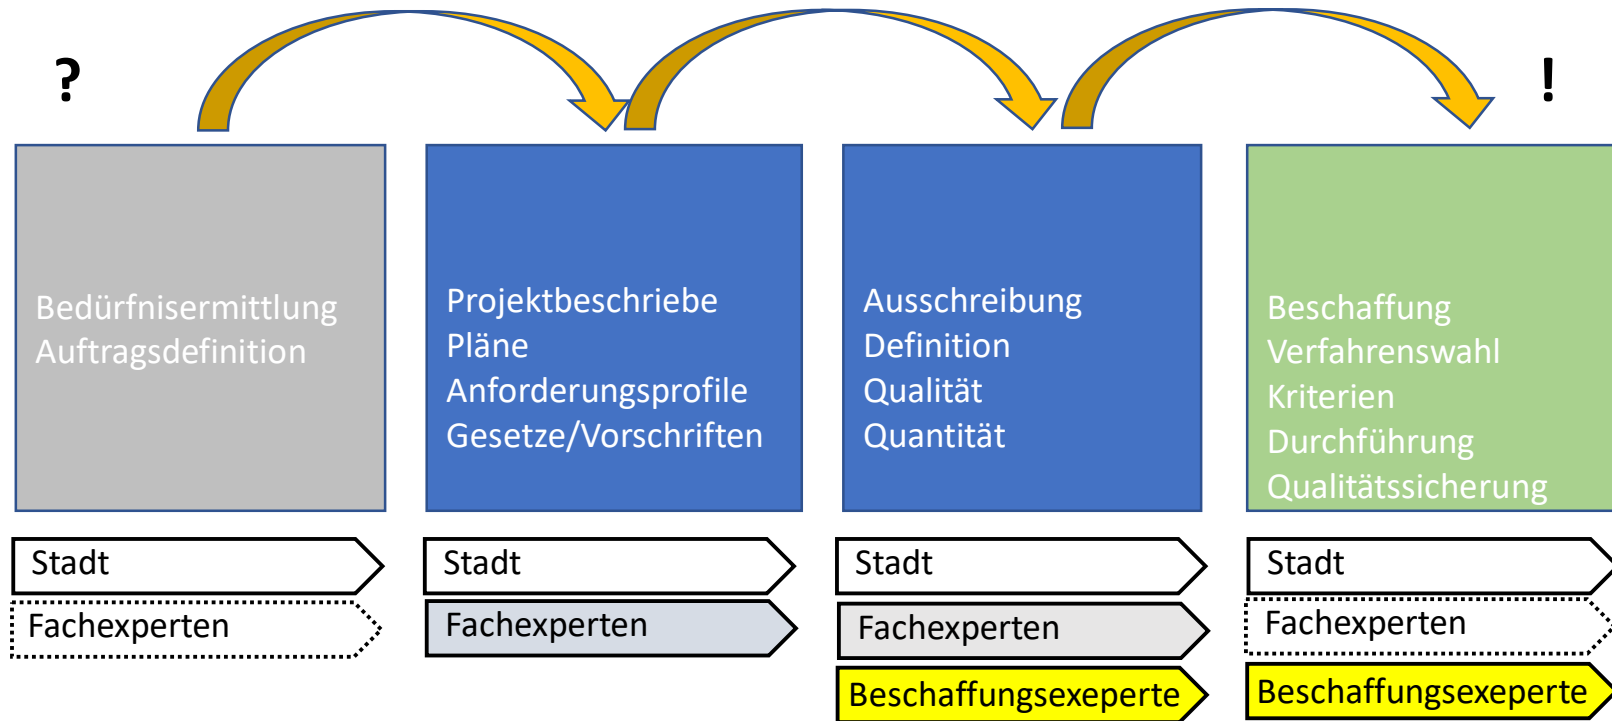 ?
!
Bedürfnisermittlung
Auftragsdefinition
Projektbeschriebe
Pläne
Anforderungsprofile
Gesetze/Vorschriften
Ausschreibung
Definition
Qualität
Quantität
Beschaffung
Verfahrenswahl
Kriterien
Durchführung
Qualitätssicherung
Stadt
Fachexperten
Stadt
Fachexperten
Stadt
Fachexperten
Beschaffungsexeperte
Stadt
Fachexperten
Beschaffungsexeperte